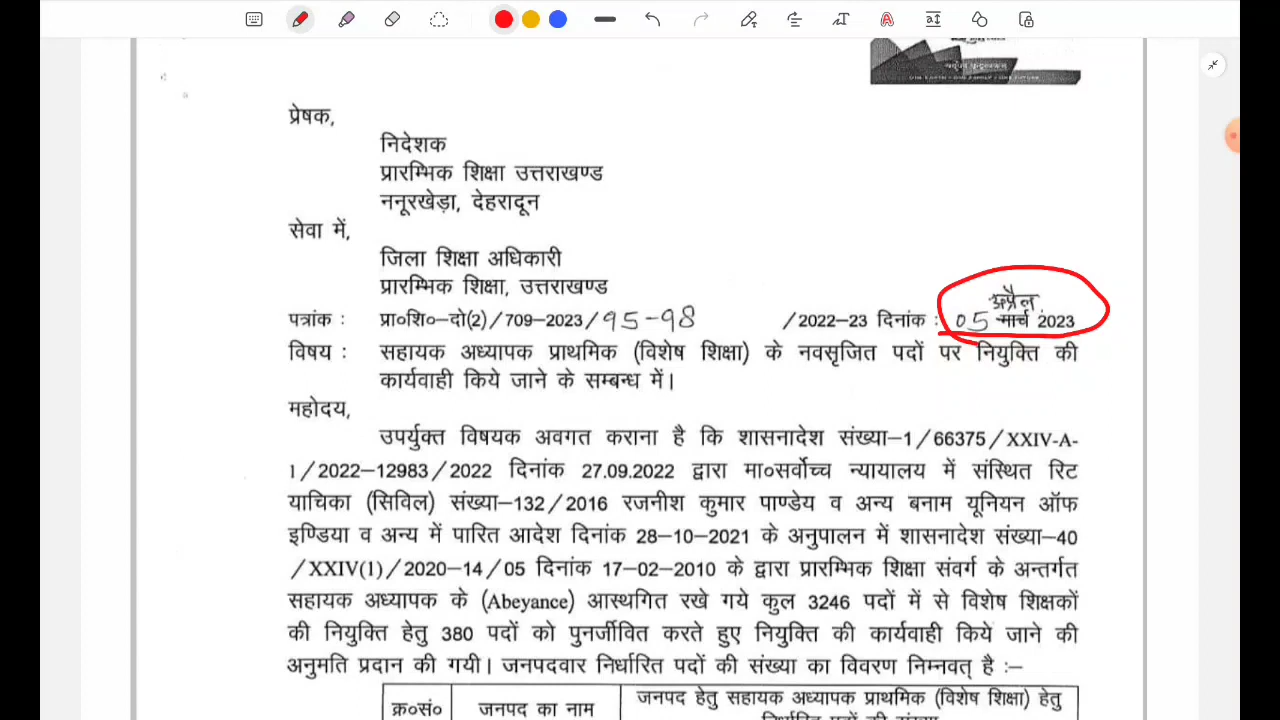 ONE EARTH • ONE FAMILY • ONE FUTURE
प्रेषक,
निदेशक
प्रारम्भिक शिक्षा उत्तराखण्ड
ननूरखेड़ा, देहरादून
सेवा में,
जिला शिक्षा अधिकारी
प्रारम्भिक शिक्षा, उत्तराखण्ड
अप्रैल
पत्रांक : प्रा०शि०–दो(2)/709–2023/95-98 /2022–23 दिनांक : 05 मार्च 2023
विषय : सहायक अध्यापक प्राथमिक (विशेष शिक्षा) के नवसृजित पदों पर नियुक्ति की
कार्यवाही किये जाने के सम्बन्ध में।
महोदय,
उपर्युक्त विषयक अवगत कराना है कि शासनादेश संख्या–1/66375/XXIV-A-
1/2022–12983/2022 दिनांक 27.09.2022 द्वारा मा०सर्वोच्च न्यायालय में संस्थित रिट
याचिका (सिविल) संख्या–132/2016 रजनीश कुमार पाण्डेय व अन्य बनाम यूनियन ऑफ
इण्डिया व अन्य में पारित आदेश दिनांक 28–10–2021 के अनुपालन में शासनादेश संख्या–40
/XXIV(1)/2020–14/05 दिनांक 17–02–2010 के द्वारा प्रारम्भिक शिक्षा संवर्ग के अन्तर्गत
सहायक अध्यापक के (Abeyance) आस्थगित रखे गये कुल 3246 पदों में से विशेष शिक्षकों
की नियुक्ति हेतु 380 पदों को पुनर्जीवित करते हुए नियुक्ति की कार्यवाही किये जाने की
अनुमति प्रदान की गयी। जनपदवार निर्धारित पदों की संख्या का विवरण निम्नवत् है :–
क्र०सं० जनपद का नाम जनपद हेतु सहायक अध्यापक प्राथमिक (विशेष शिक्षा) हेतु